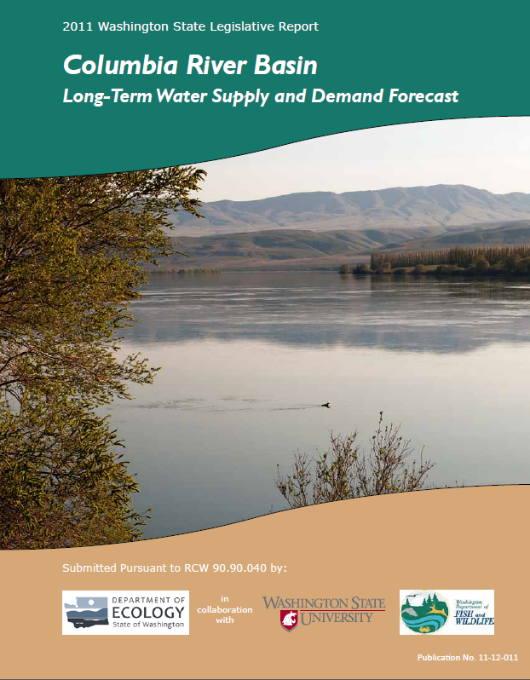 2011 Washington State Legislative Report
Columbia River Basin
Long-Term Water Supply and Demand Forecast
Submitted Pursuant to RCW 90.90.040 by:
DEPARTMENT OF
ECOLOGY
State of Washington
in
collaboration
with
WASHINGTON STATE
UNIVERSITY
Washington
Department of
FISH and
WILDLIFE
Publication No. 11-12-011